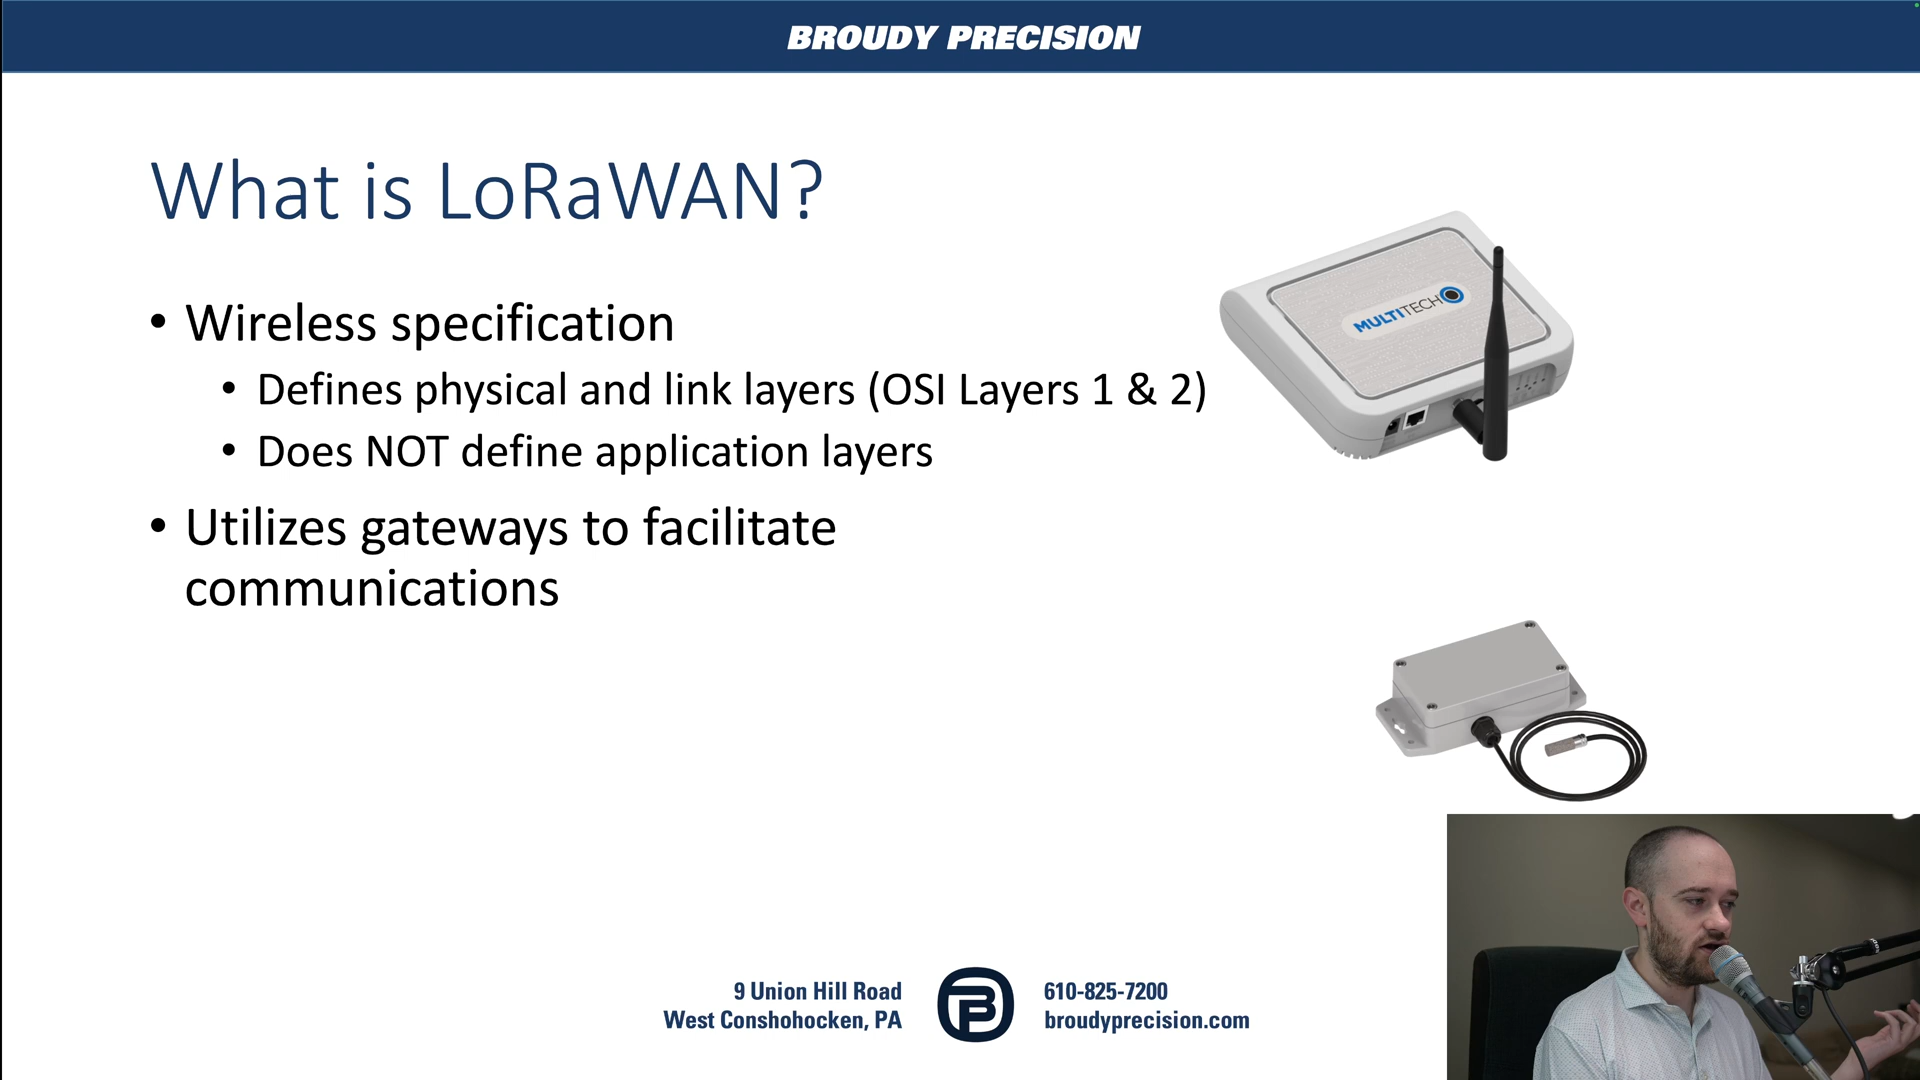 BROUDY PRECISION
What is LoRaWAN?
• Wireless specification
• Defines physical and link layers (OSI Layers 1 & 2)
• Does NOT define application layers
• Utilizes gateways to facilitate
communications
MULTITECH
9 Union Hill Road
West Conshohocken, PA
610-825-7200
broudyprecision.com